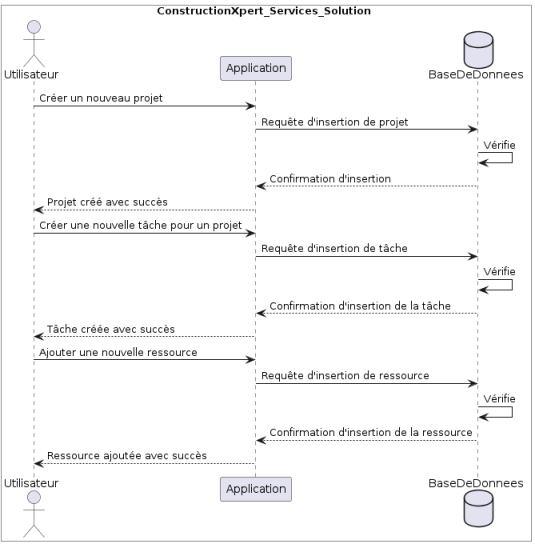 ConstructionXpert_Services_Solution
Utilisateur
Application
BaseDeDonnees
Créer un nouveau projet
Requête d'insertion de projet
Vérifie
Confirmation d'insertion
Projet créé avec succès
Créer une nouvelle tâche pour un projet
Requête d'insertion de tâche
Vérifie
Confirmation d'insertion de la tâche
Tâche créée avec succès
Ajouter une nouvelle ressource
Requête d'insertion de ressource
Vérifie
Confirmation d'insertion de la ressource
Ressource ajoutée avec succès
Utilisateur
Application
BaseDeDonnees